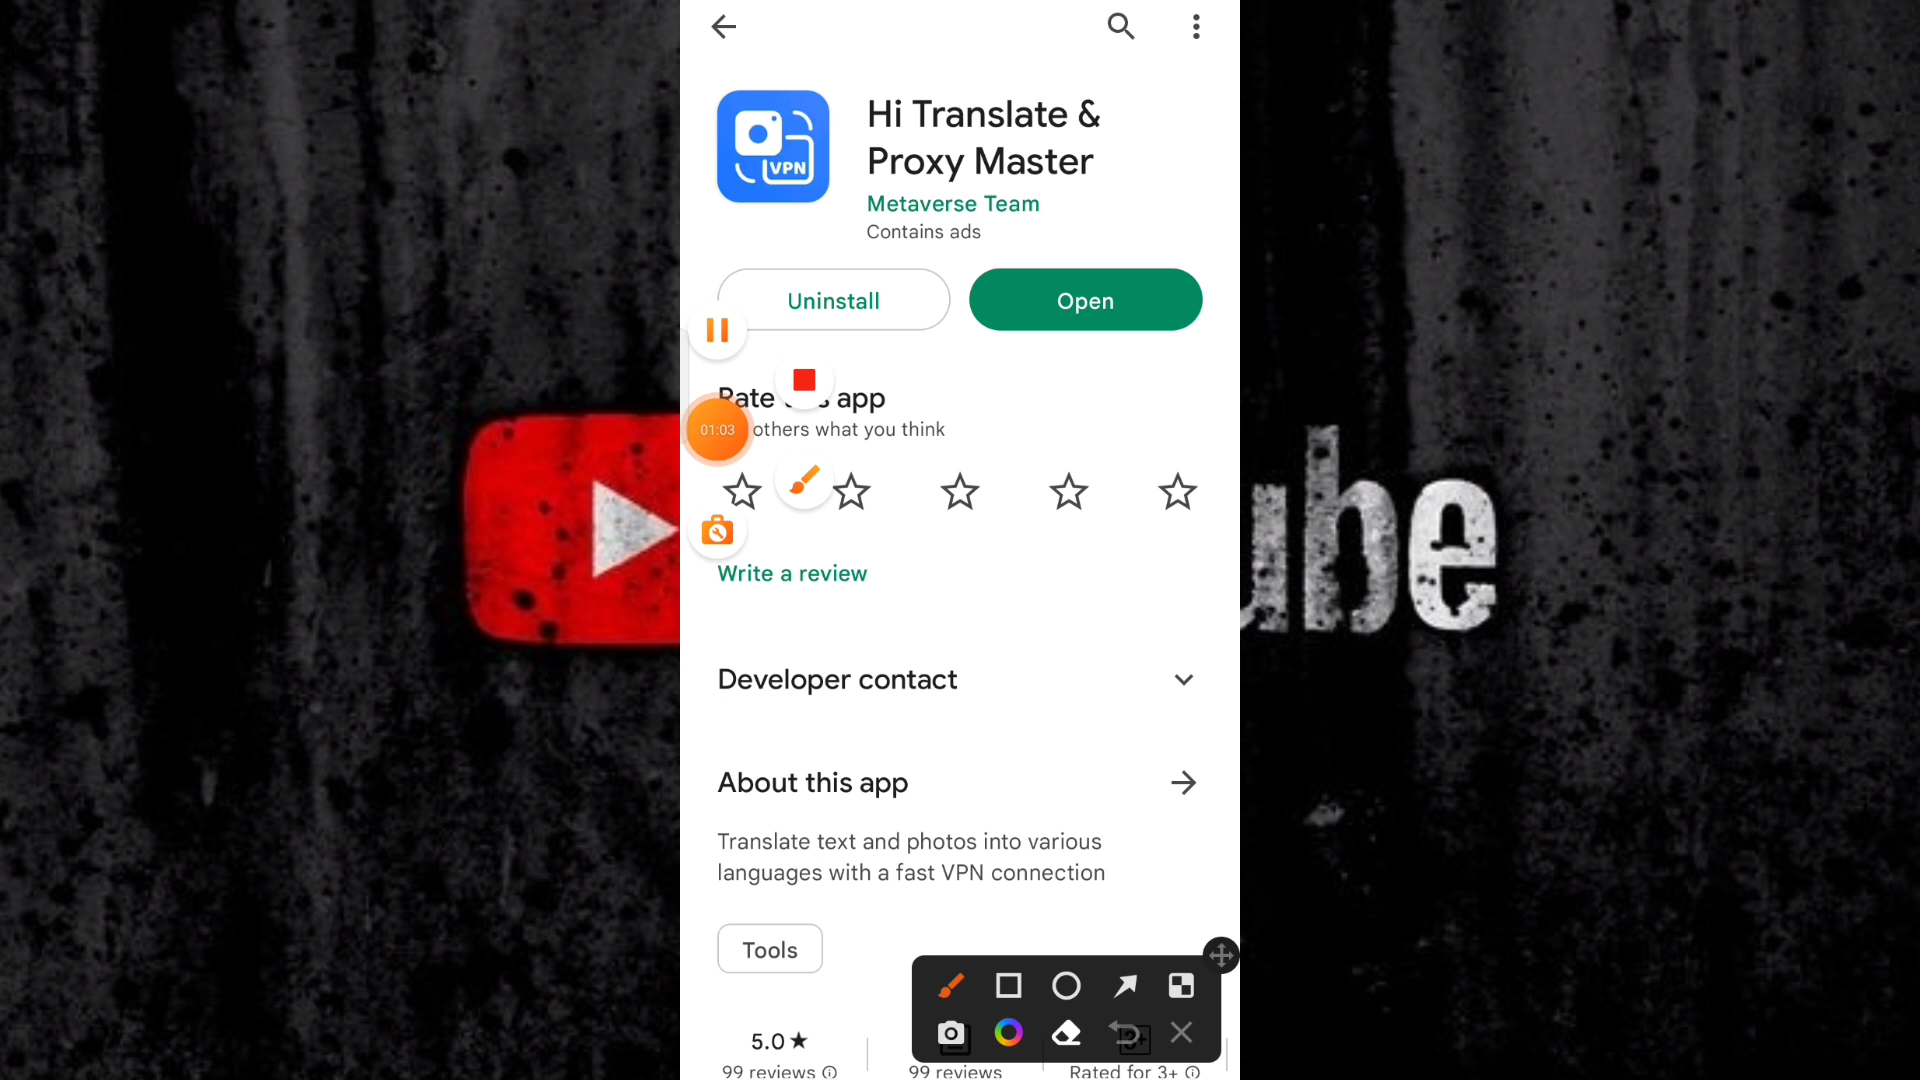 Hi Translate &
Proxy Master
VPN
Metaverse Team
Contains ads
Uninstall
Open
app
01:03
others what you think
Write a review
ube
Developer contact
About this app
Translate text and photos into various
languages with a fast VPN connection
Tools
5.0 ★
99 reviews
99 reviews
Rated for 3+